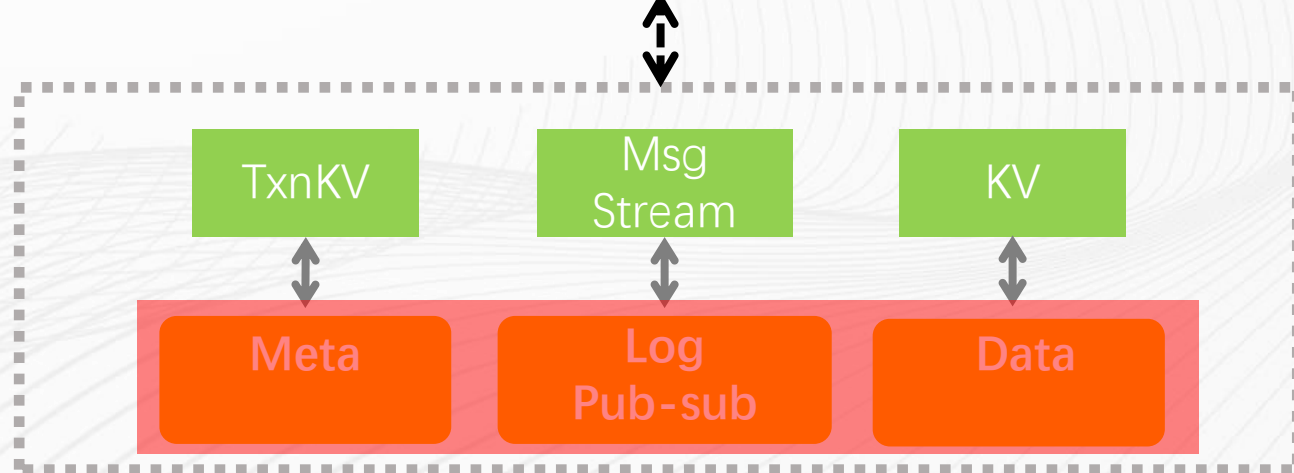 TxnKV
Msg
Stream
KV
Meta
Log
Pub-sub
Data